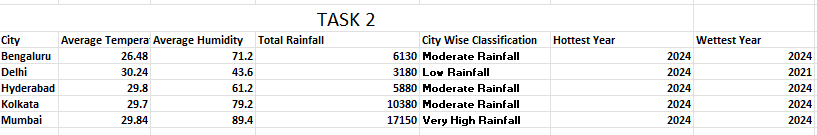 TASK 2
City Average Temperat Average Humidity Total Rainfall City Wise Classification Hottest Year Wettest Year
Bengaluru 26.48 71.2 6130 Moderate Rainfall 2024 2024
Delhi 30.24 43.6 3180 Low Rainfall 2024 2021
Hyderabad 29.8 61.2 5880 Moderate Rainfall 2024 2024
Kolkata 29.7 79.2 10380 Moderate Rainfall 2024 2024
Mumbai 29.84 89.4 17150 Very High Rainfall 2024 2024